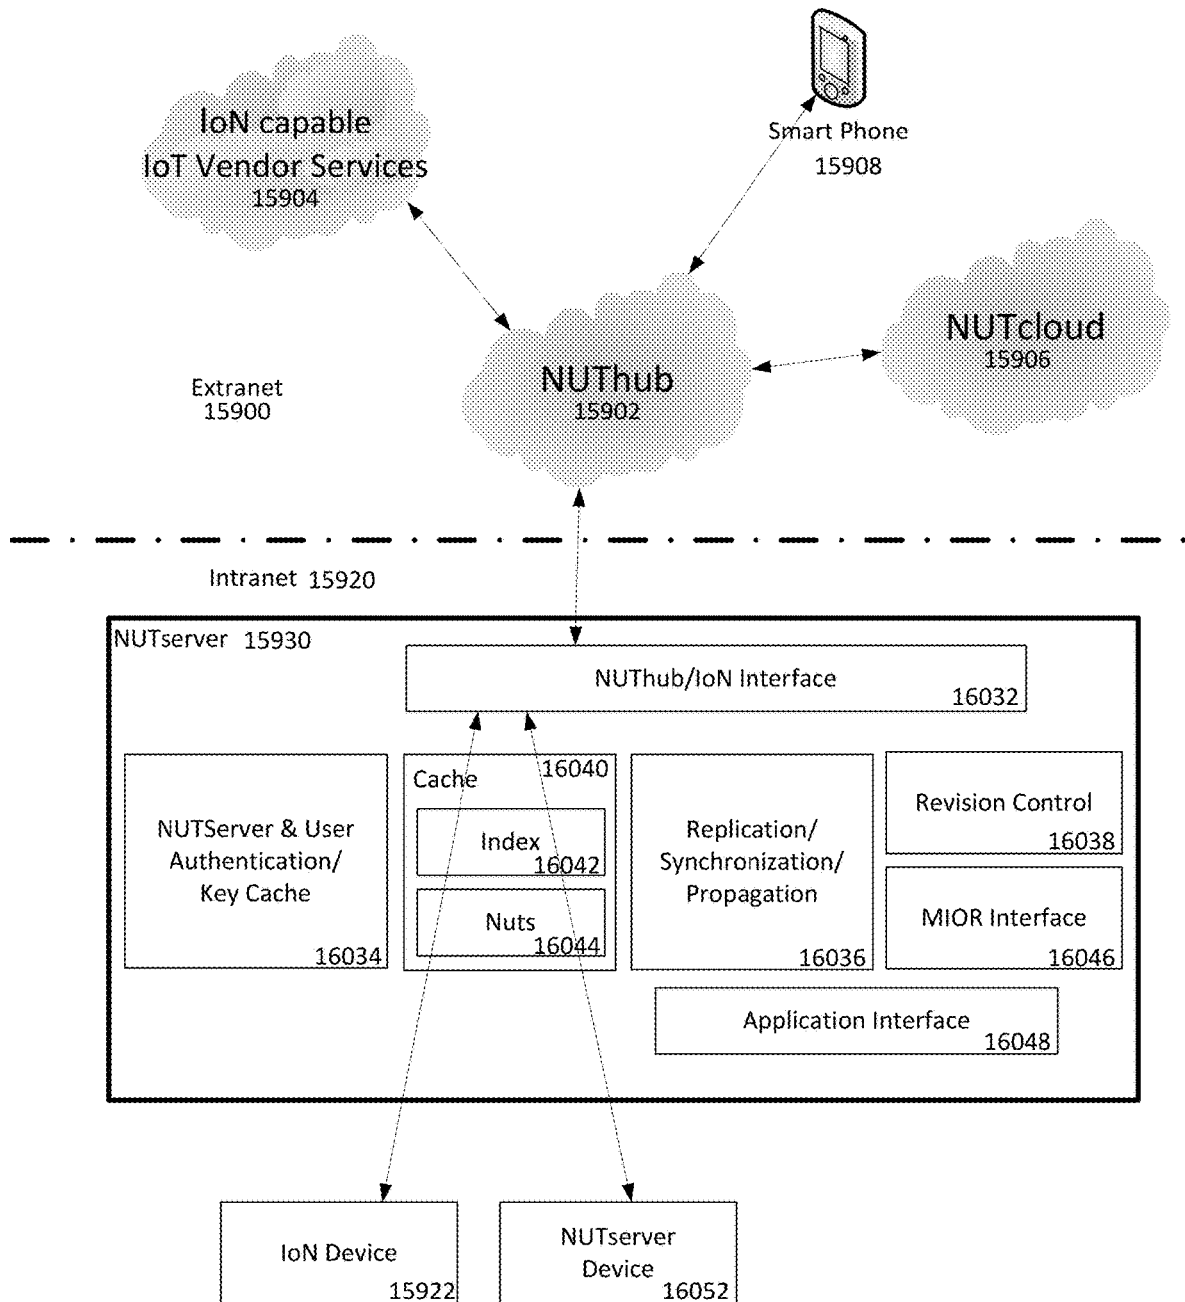 IoN capable
IoT Vendor Services
15904
Smart Phone
15908
NUTcloud
15906
NUThub
15902
Extranet
15900
Intranet 15920
NUTserver 15930
NUThub/IoN Interface
16032
NUTServer & User
Authentication/
Key Cache
16034
Cache
16040
Index
16042
Nuts
16044
Replication/
Synchronization/
Propagation
16036
Revision Control
16038
MIOR Interface
16046
Application Interface
16048
IoN Device
15922
NUTserver
Device
16052